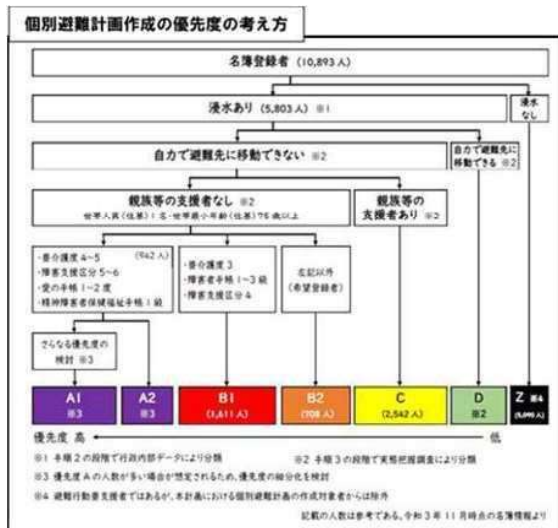 個別避難計画作成の優先度の考え方
名簿登録者(10,893人)
浸水あり(5,803人)※1
浸水
なし
自力で避難先に移動できない ※2
自力で避難先に
移動できる ※2
親族等の支援者なし ※2
世帯人員(住基)1名・世帯最小年齢(住基)75歳以上
親族等の
支援者あり ※2
(942人)
・要介護度4~5
・障害支援区分5~6
・愛の手帳1~2度
・精神障害者保健福祉手帳1級
・要介護度3
・障害者手帳1~3級
・障害支援区分4
左記以外
(希望登録者)
さらなる優先度の
検討 ※3
A1
※3
A2
※3
B1
(1,611人)
B2
(708人)
C
(2,542人)
D
※2
Z ※4
(5,090人)
優先度 高
低
※1 手順2の段階で行政内部データにより分類
※2 手順3の段階で実態把握調査により分類
※3 優先度Aの人数が多い場合が想定されるため、優先度の細分化を検討
※4 避難行動要支援者ではあるが、本計画における個別避難計画の作成対象者からは除外
記載の人数は参考である。令和3年11月時点の名簿情報より